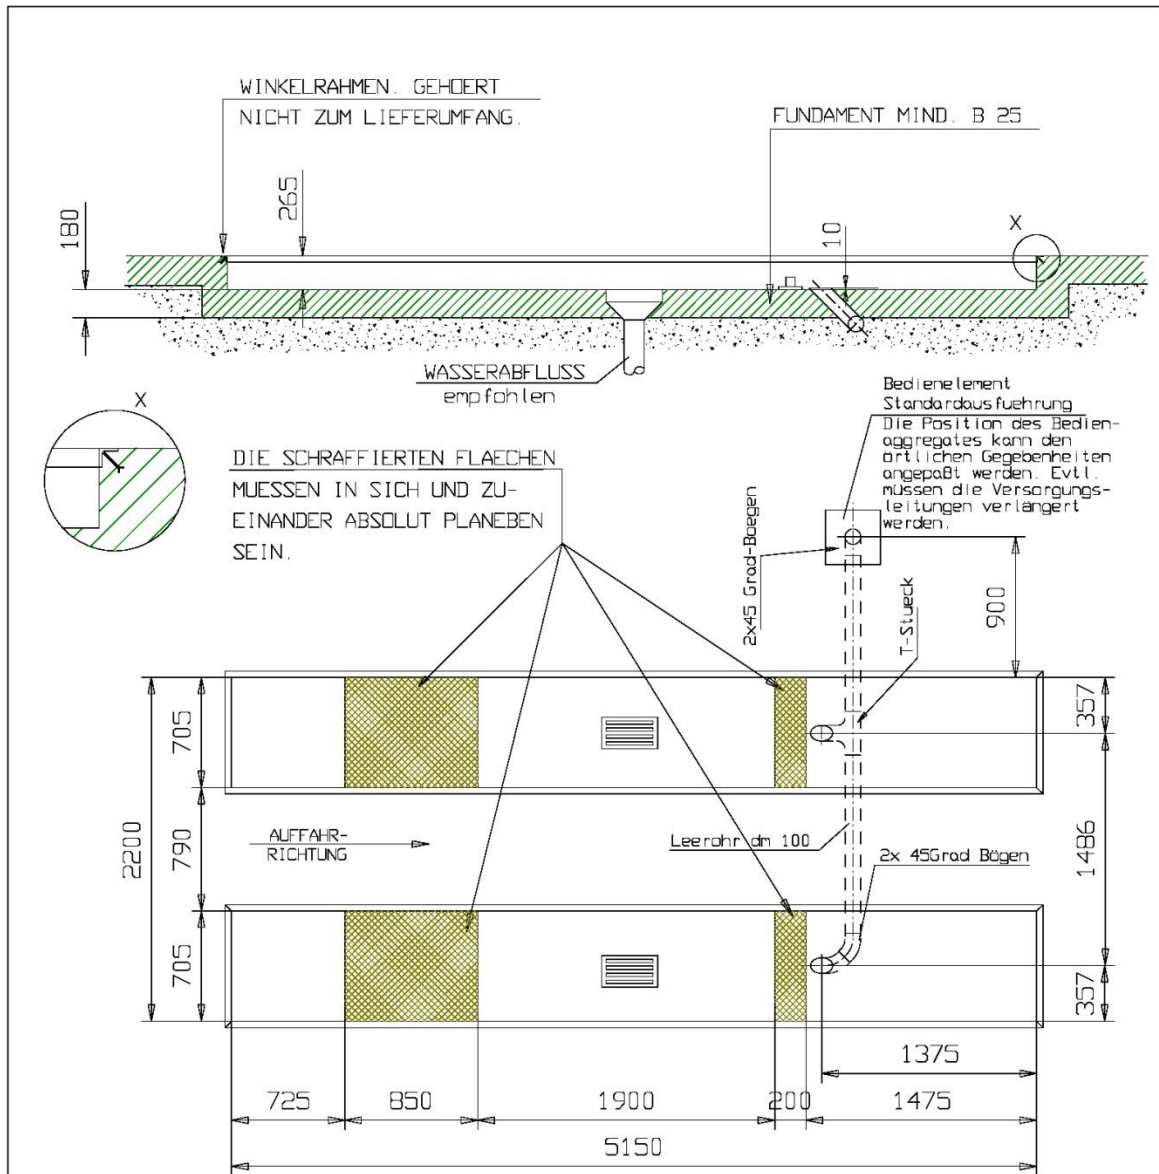 WINKELRAHMEN. GEHOERT
NICHT ZUM LIEFERUMFANG.
FUNDAMENT MIND. B 25
180
265
10
X
WASSERABFLUSS
empfohlen
X
DIE SCHRAFFIERTEN FLAECHEN
MUESSEN IN SICH UND ZU-
EINANDER ABSOLUT PLANEBEN
SEIN.
Bedienelement
Standardausfuehrung
Die Position des Bedien-
aggregates kann den
örtlichen Gegebenheiten
angepaßt werden. Evtl.
müssen die Versorgungs-
leitungen verlängert
werden.
2x45 Grad-Boegen
T-Stueck
900
705
357
2200
790
AUFFAHR-
RICHTUNG
Leerohr dm 100
2x 45Grad Bögen
1486
705
357
1375
725
850
1900
200
1475
5150